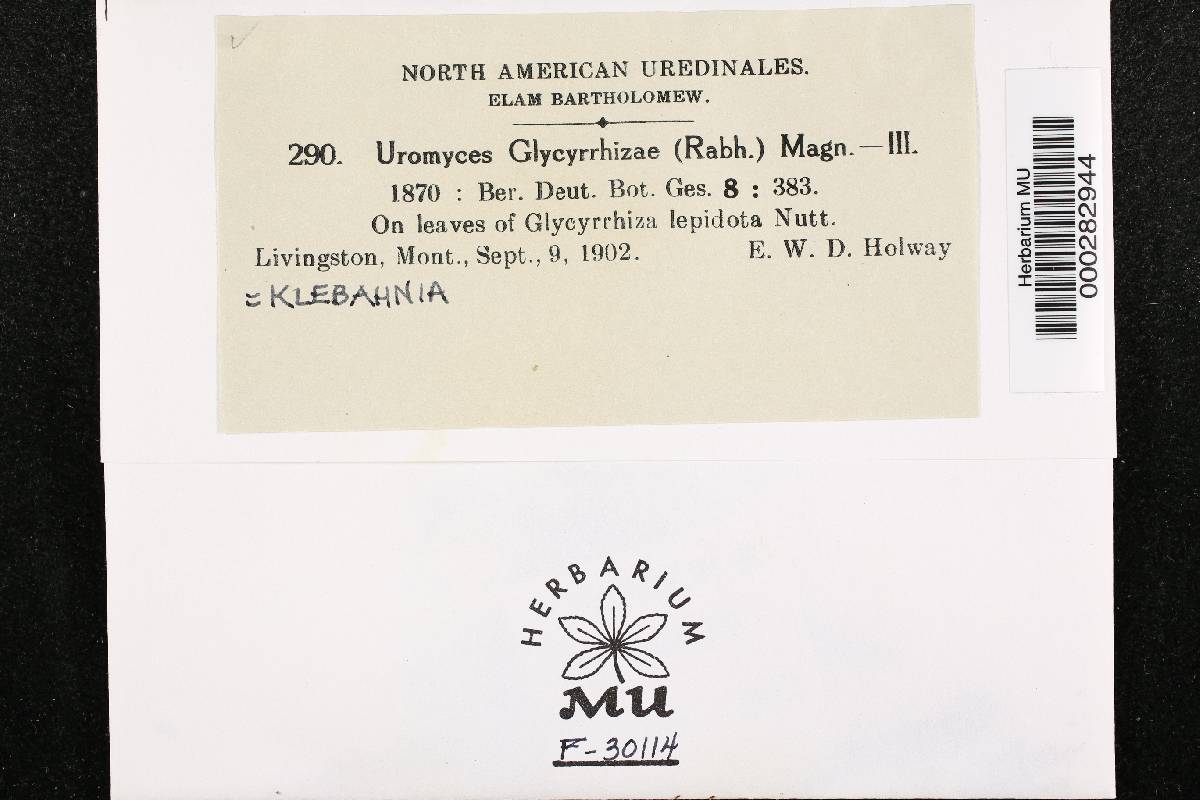 NORTH AMERICAN UREDINALES.
ELAM BARTHOLOMEW.
290. Uromyces Glycyrrhizae (Rabh.) Magn.—III.
1870 : Ber. Deut. Bot. Ges. 8 : 383.
On leaves of Glycyrrhiza lepidota Nutt.
Livingston, Mont., Sept., 9, 1902. E. W. D. Holway
= KLEBAHNIA
Herbarium MU
000282944
HERBARIUM
MU
F-30114